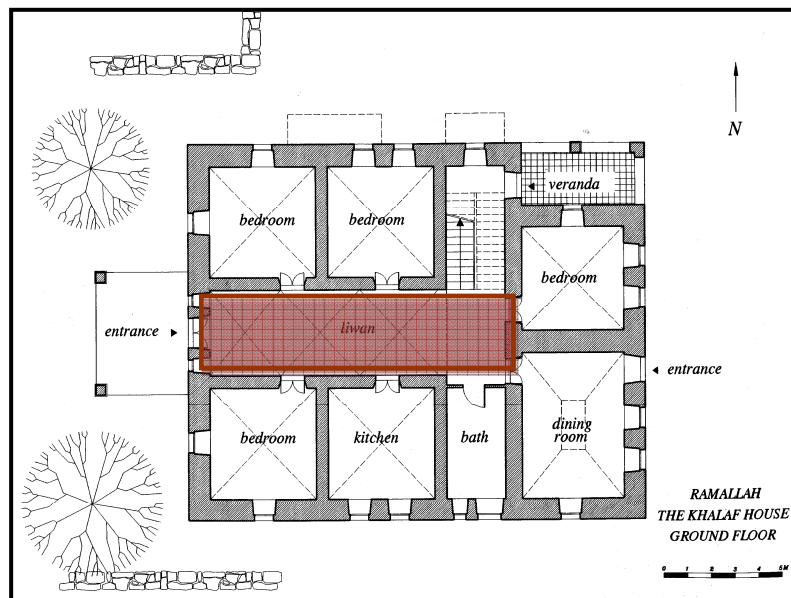 N
veranda
bedroom
bedroom
bedroom
entrance
liwan
entrance
bedroom
kitchen
bath
dining
room
RAMALLAH
THE KHALAF HOUSE
GROUND FLOOR
0 1 2 3 4 5M